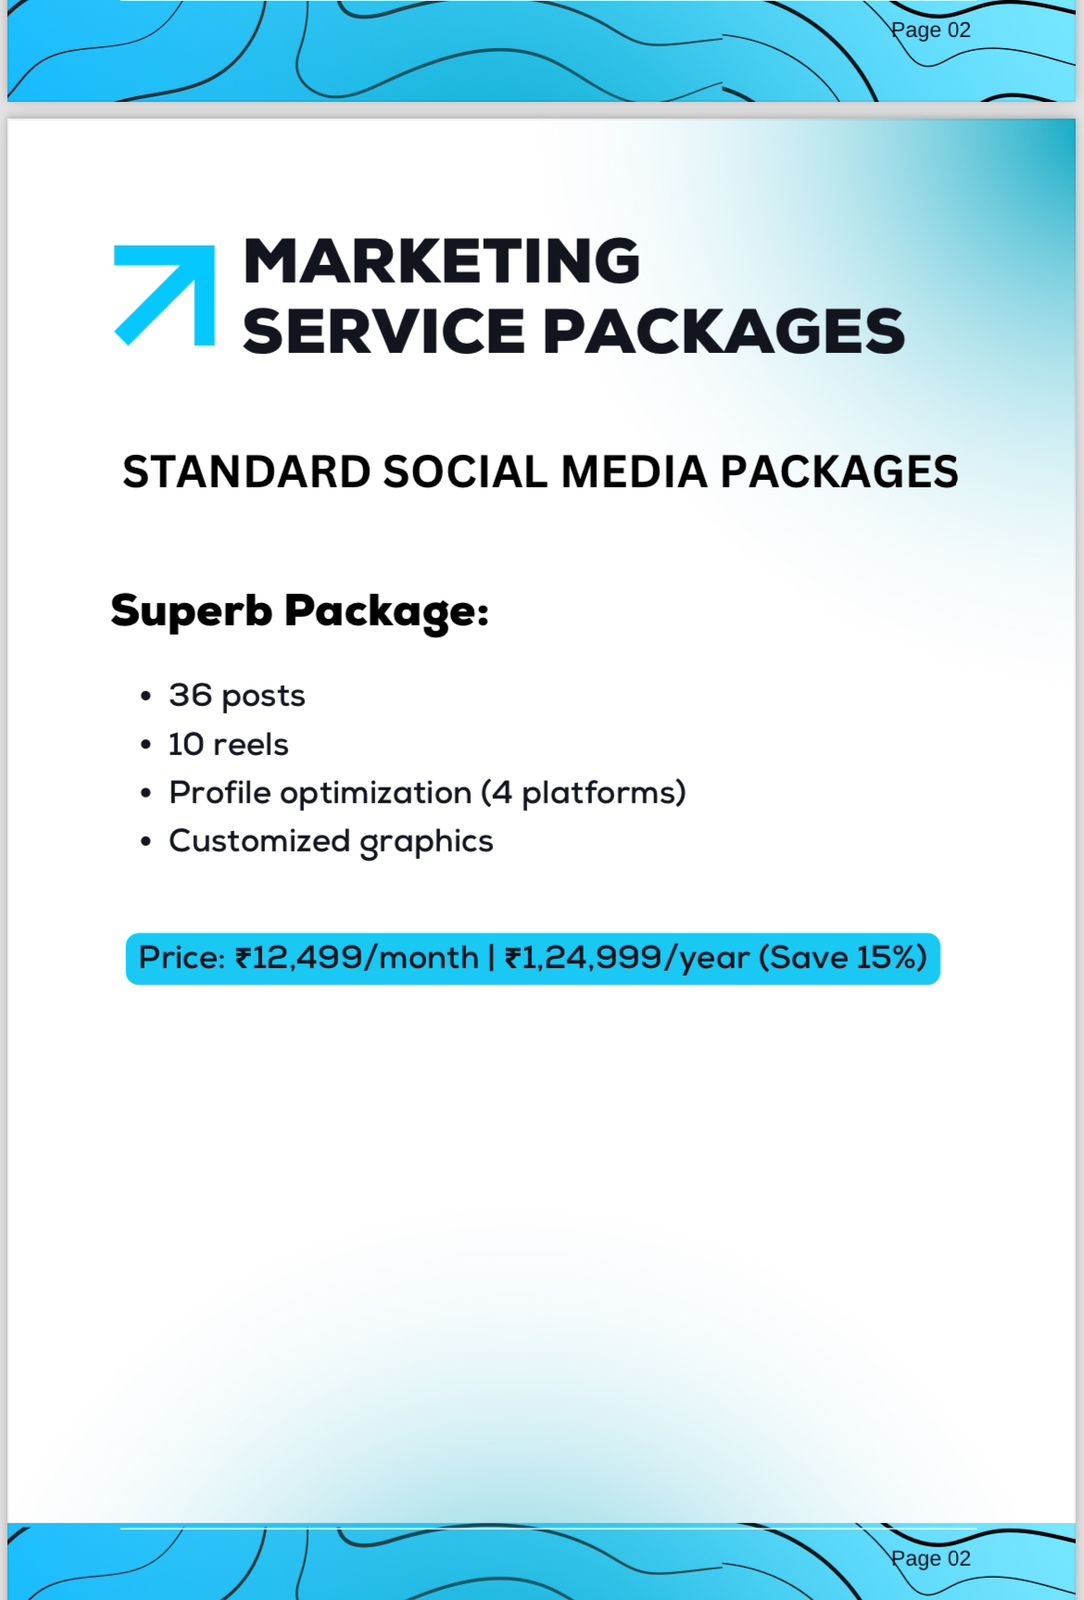 Page 02
MARKETING
SERVICE PACKAGES
STANDARD SOCIAL MEDIA PACKAGES
Superb Package:
• 36 posts
• 10 reels
• Profile optimization (4 platforms)
• Customized graphics
Price: ₹12,499/month | ₹1,24,999/year (Save 15%)
Page 02